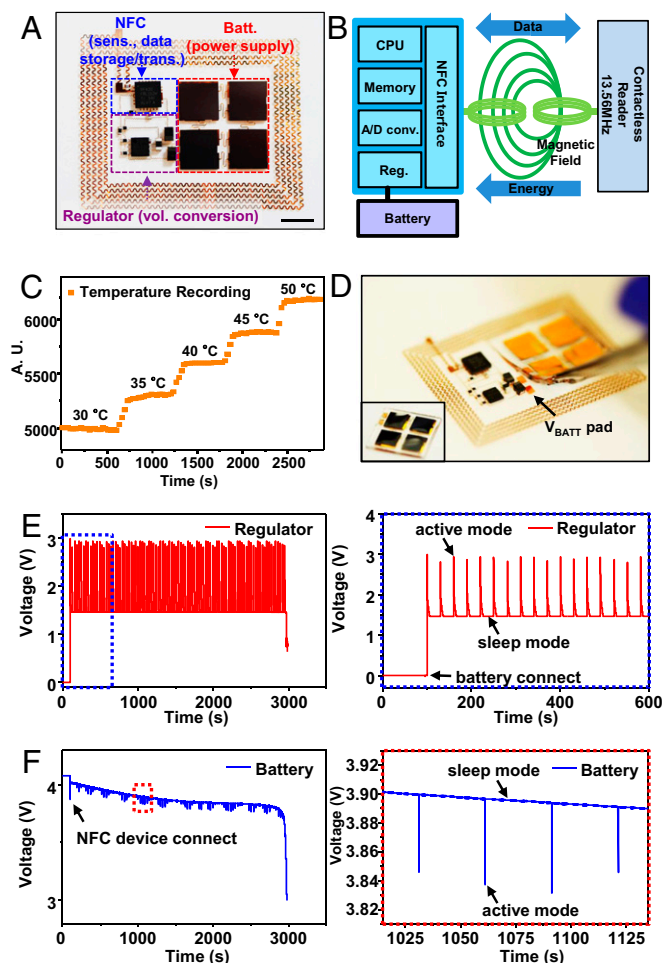 A
NFC
(sens., data
storage/trans.)
Batt.
(power supply)
Regulator (vol. conversion)
B
CPU
Memory
A/D conv.
Reg.
NFC Interface
Battery
Data
Magnetic
Field
Energy
Contactless
Reader
13.56MHz
C
Temperature Recording
A. U.
6000
5500
5000
30 °C
35 °C
40 °C
45 °C
50 °C
0 500 1000 1500 2000 2500
Time (s)
D
VBATT pad
E
Regulator
Voltage (V)
3
2
1
0
0 1000 2000 3000
Time (s)
active mode
Regulator
sleep mode
battery connect
Voltage (V)
4
3
2
1
0
0 200 400 600
Time (s)
F
Battery
NFC device connect
Voltage (V)
4
3
0 1000 2000 3000
Time (s)
sleep mode
Battery
active mode
Voltage (V)
3.92
3.90
3.88
3.86
3.84
3.82
1025 1050 1075 1100 1125
Time (s)